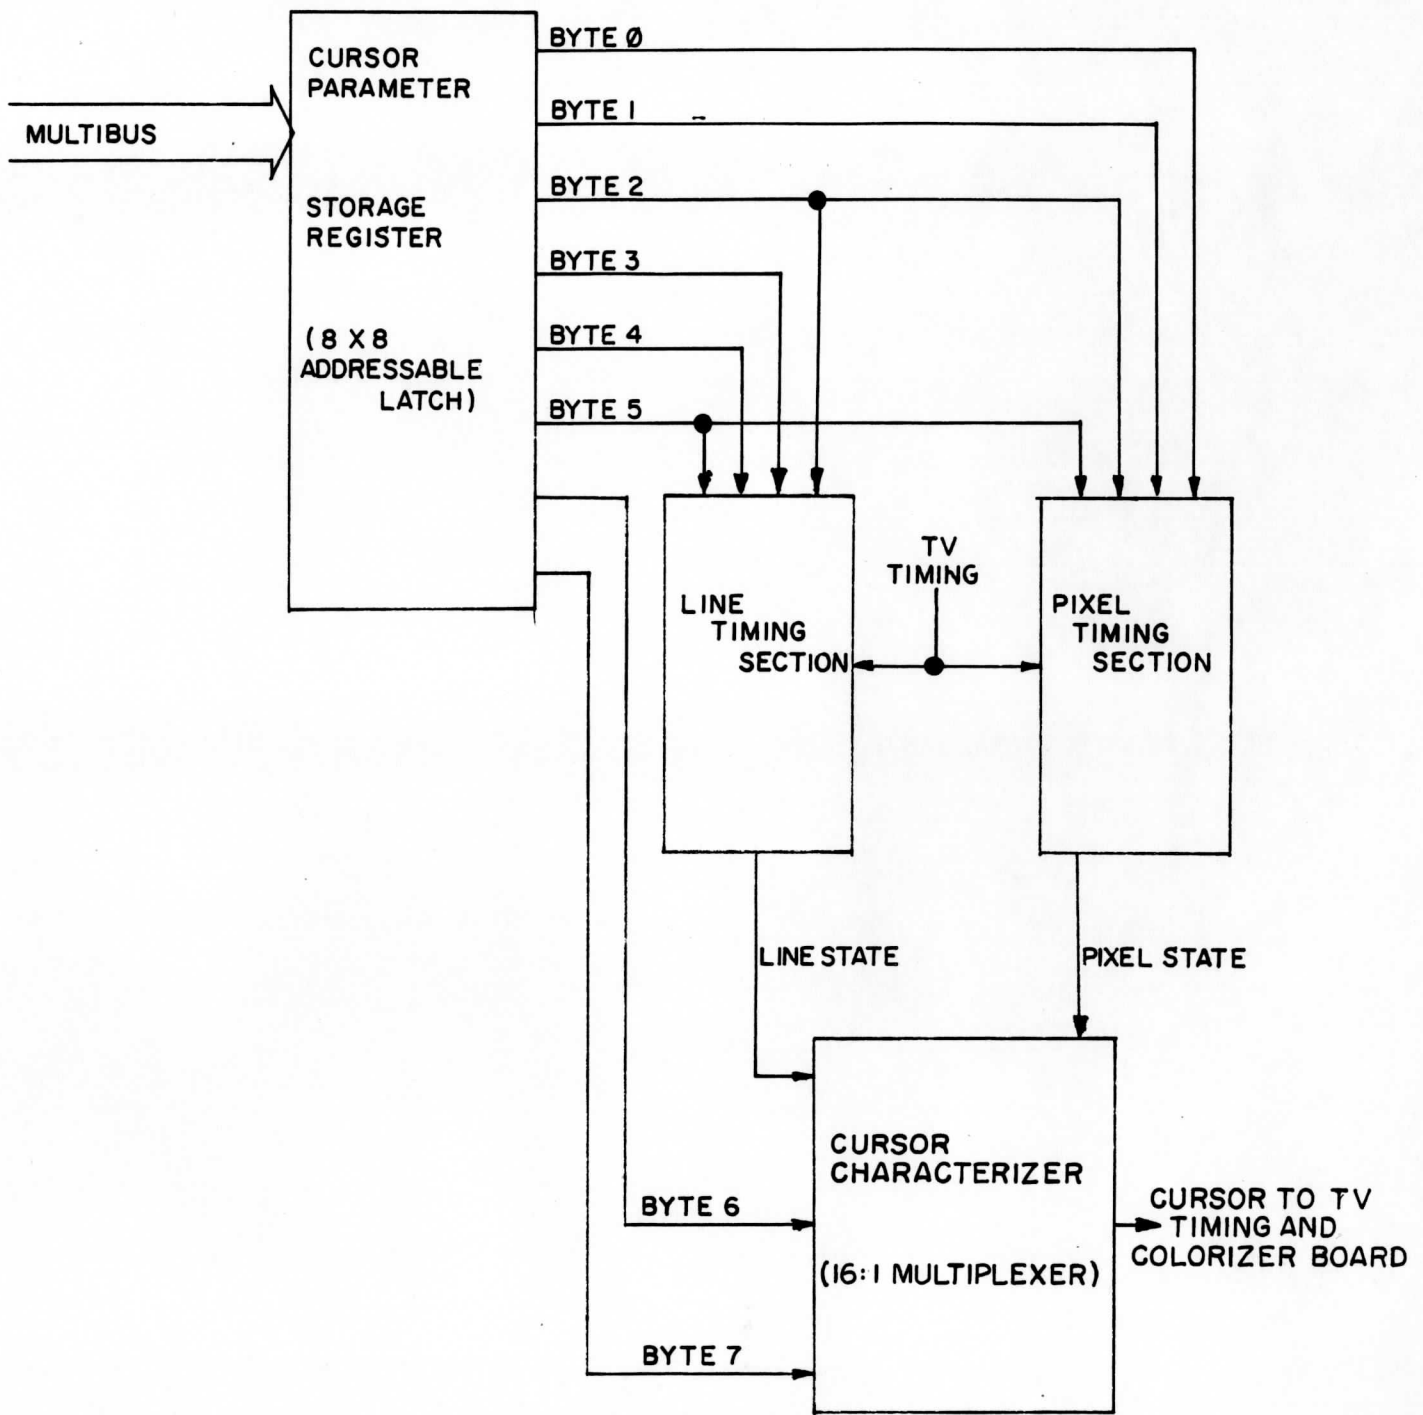 MULTIBUS
CURSOR
PARAMETER
STORAGE
REGISTER
(8 X 8
ADDRESSABLE
LATCH)
BYTE Ø
BYTE 1
BYTE 2
BYTE 3
BYTE 4
BYTE 5
LINE
TIMING
SECTION
TV
TIMING
PIXEL
TIMING
SECTION
LINE STATE
PIXEL STATE
CURSOR
CHARACTERIZER
(16:1 MULTIPLEXER)
BYTE 6
BYTE 7
CURSOR TO TV
TIMING AND
COLORIZER BOARD